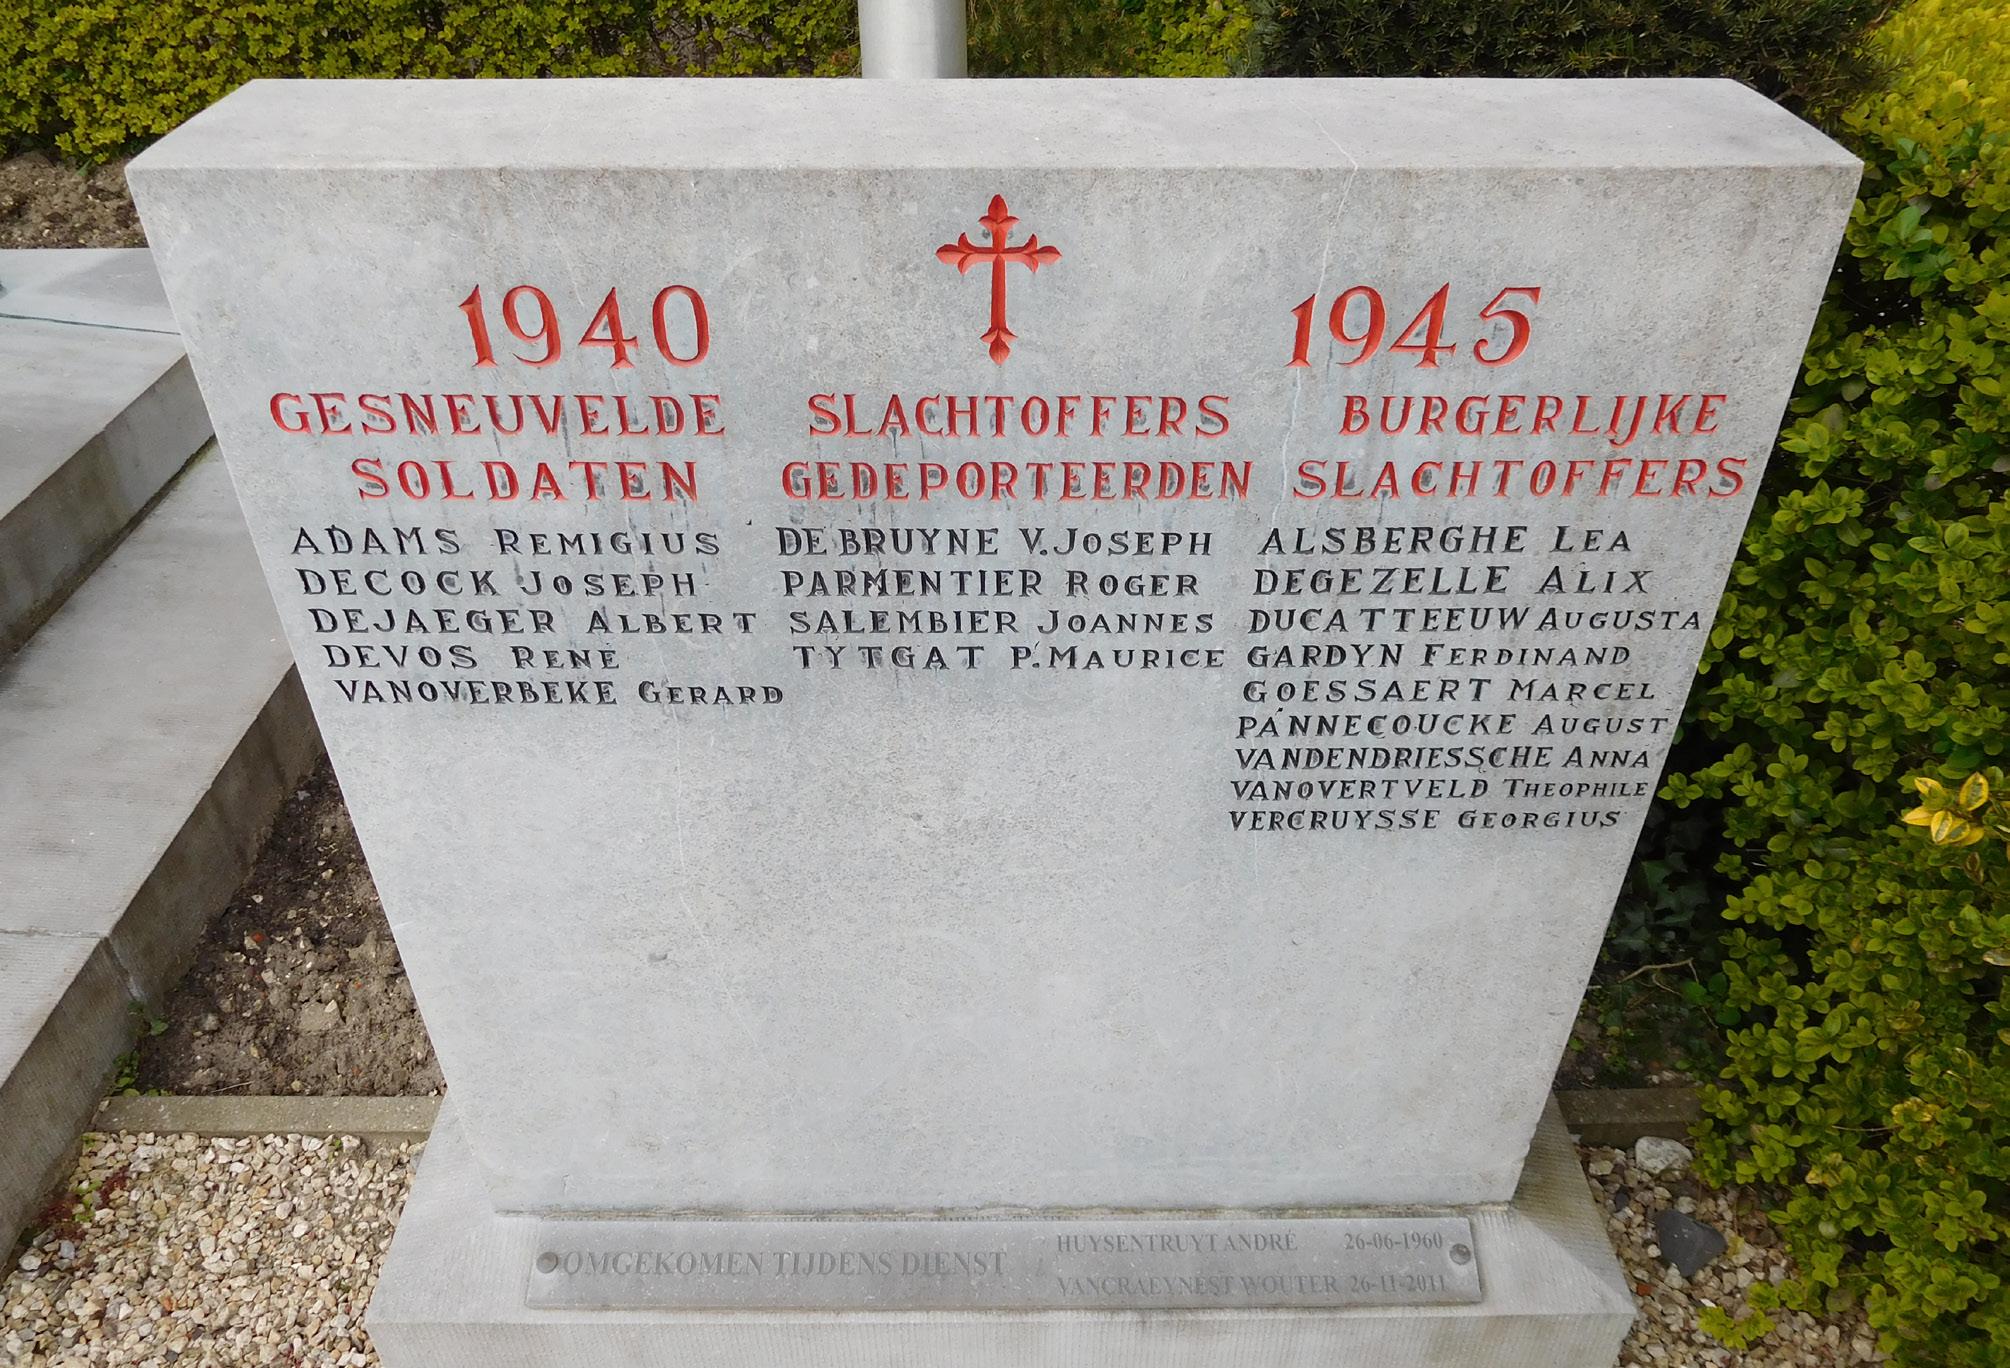 1940
1945
GESNEUVELDE
SOLDATEN
ADAMS REMIGIUS
DECOCK JOSEPH
DEJAEGER ALBERT
DEVOS RENE
VANOVERBEKE GERARD
SLACHTOFFERS
GEDEPORTEERDEN
DE BRUYNE V. JOSEPH
PARMENTIER ROGER
SALEMBIER JOANNES
TYTGAT P. MAURICE
BURGERLIJKE
SLACHTOFFERS
ALSBERGHE LEA
DEGEZELLE ALIX
DUCATTEEUW AUGUSTA
GARDYN FERDINAND
GOESSAERT MARCEL
PANNECOUCKE AUGUST
VANDENDRIESSCHE ANNA
VANOVERTVELD THEOPHILE
VERCRUYSSE GEORGIUS
OMGEKOMEN TIJDENS DIENST
HUYSENTRUYT ANDRÉ 26-06-1960
VANCRAEYNEST WOUTER 26-11-2011